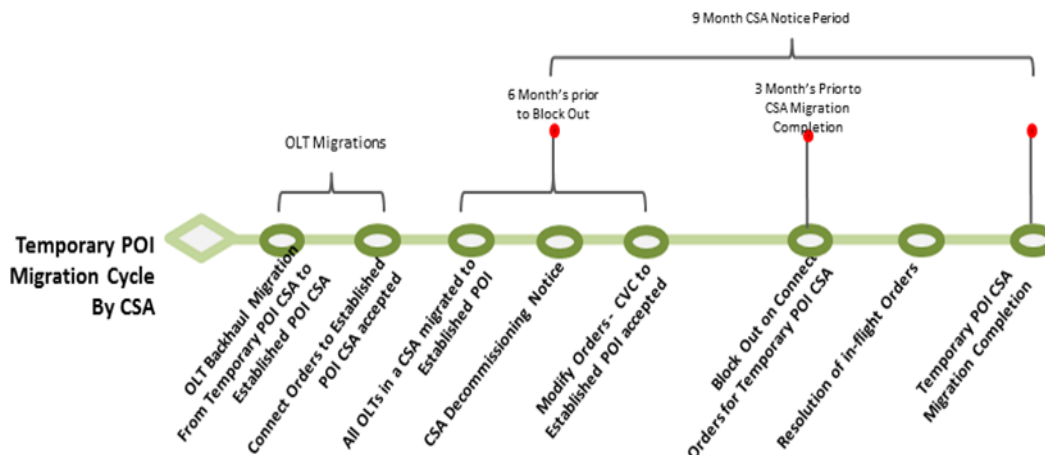 9 Month CSA Notice Period
6 Month's prior
to Block Out
3 Month's Prior to
CSA Migration
Completion
OLT Migrations
Temporary POI
Migration Cycle
By CSA
OLT Backhaul Migration
From Temporary POI CSA to
Established POI CSA
Connect Orders to Established
POI CSA accepted
All OLTs in a CSA migrated to
Established POI
CSA Decommissioning Notice
Modify Orders - CVC to
Established POI accepted
Block Out on Connect
Orders for Temporary POI CSA
Resolution of in-flight Orders
Temporary POI CSA
Migration Completion